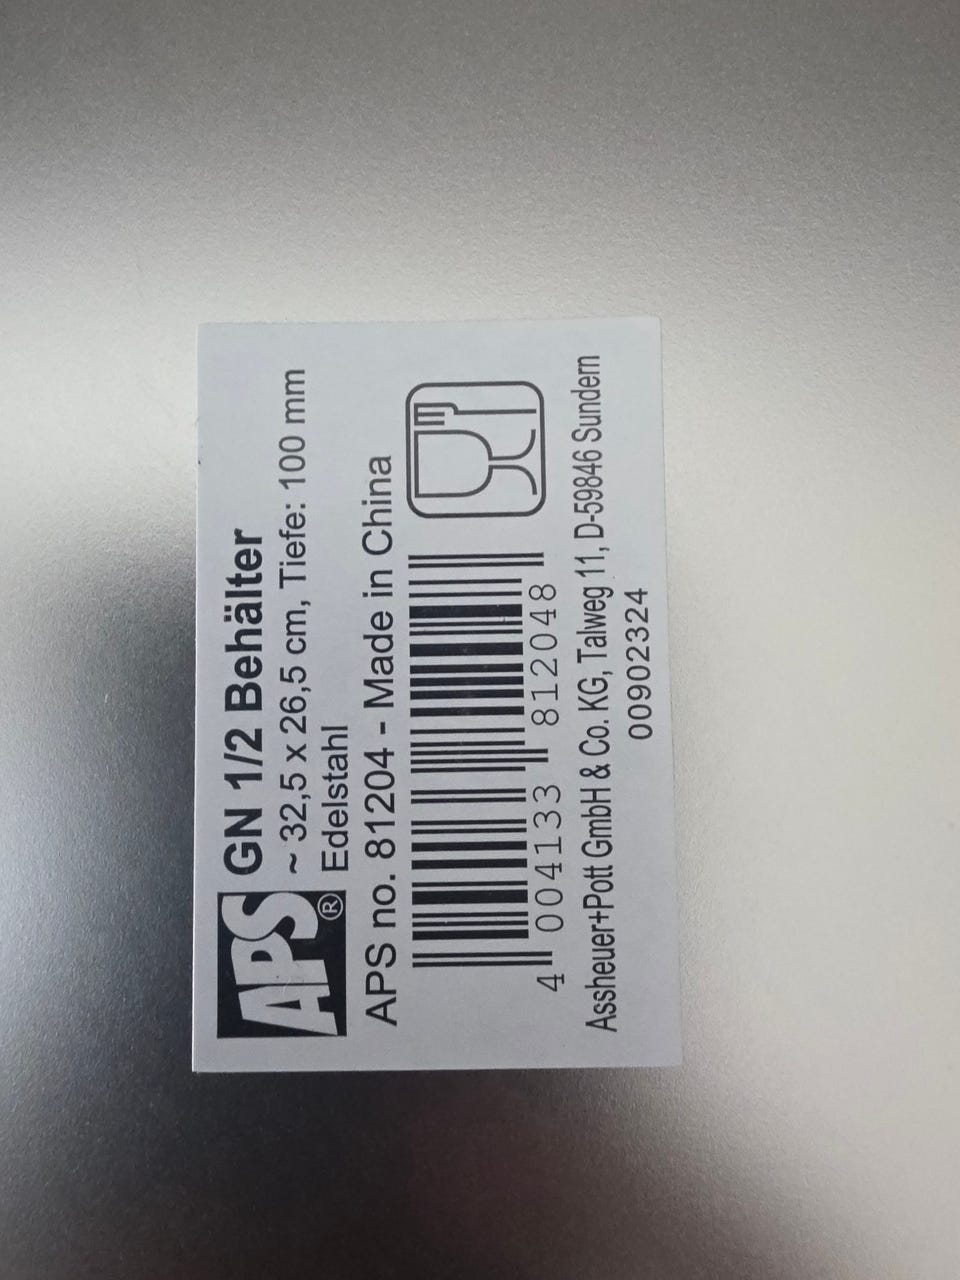 APS®
GN 1/2 Behälter
~ 32,5 x 26,5 cm, Tiefe: 100 mm
Edelstahl
APS no. 81204 - Made in China
4 004133 812048
Assheuer+Pott GmbH & Co. KG, Talweg 11, D-59846 Sundern
00902324